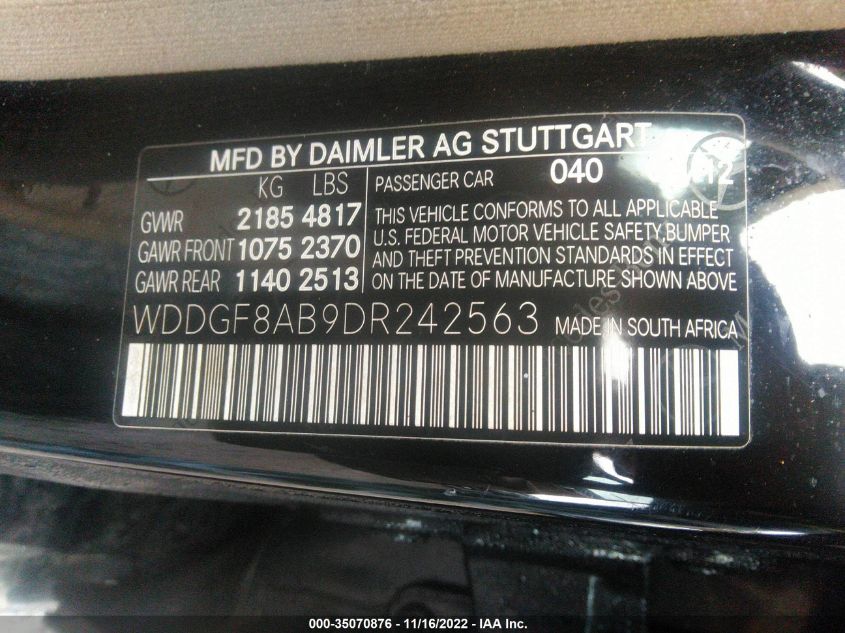 MFD BY DAIMLER AG STUTTGART
KG LBS
GVWR 2185 4817
GAWR FRONT 1075 2370
GAWR REAR 1140 2513
PASSENGER CAR 040
THIS VEHICLE CONFORMS TO ALL APPLICABLE
U.S. FEDERAL MOTOR VEHICLE SAFETY, BUMPER
AND THEFT PREVENTION STANDARDS IN EFFECT
ON THE DATE OF MANUFACTURE SHOWN ABOVE
WDDGF8AB9DR242563 MADE IN SOUTH AFRICA
000-35070876 - 11/16/2022 - IAA Inc.